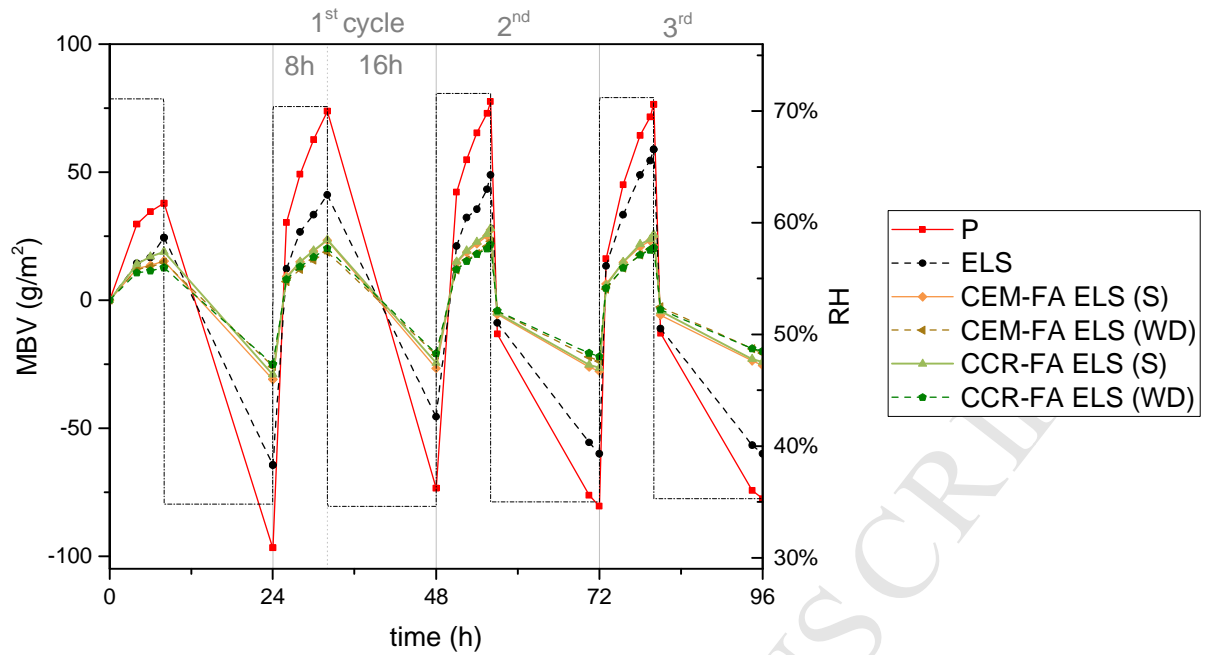 1st cycle 2nd 3rd
8h 16h
100
50
0
-50
-100
MBV (g/m2)
0 24 48 72 96
time (h)
70%
60%
50%
40%
30%
RH
P
ELS
CEM-FA ELS (S)
CEM-FA ELS (WD)
CCR-FA ELS (S)
CCR-FA ELS (WD)